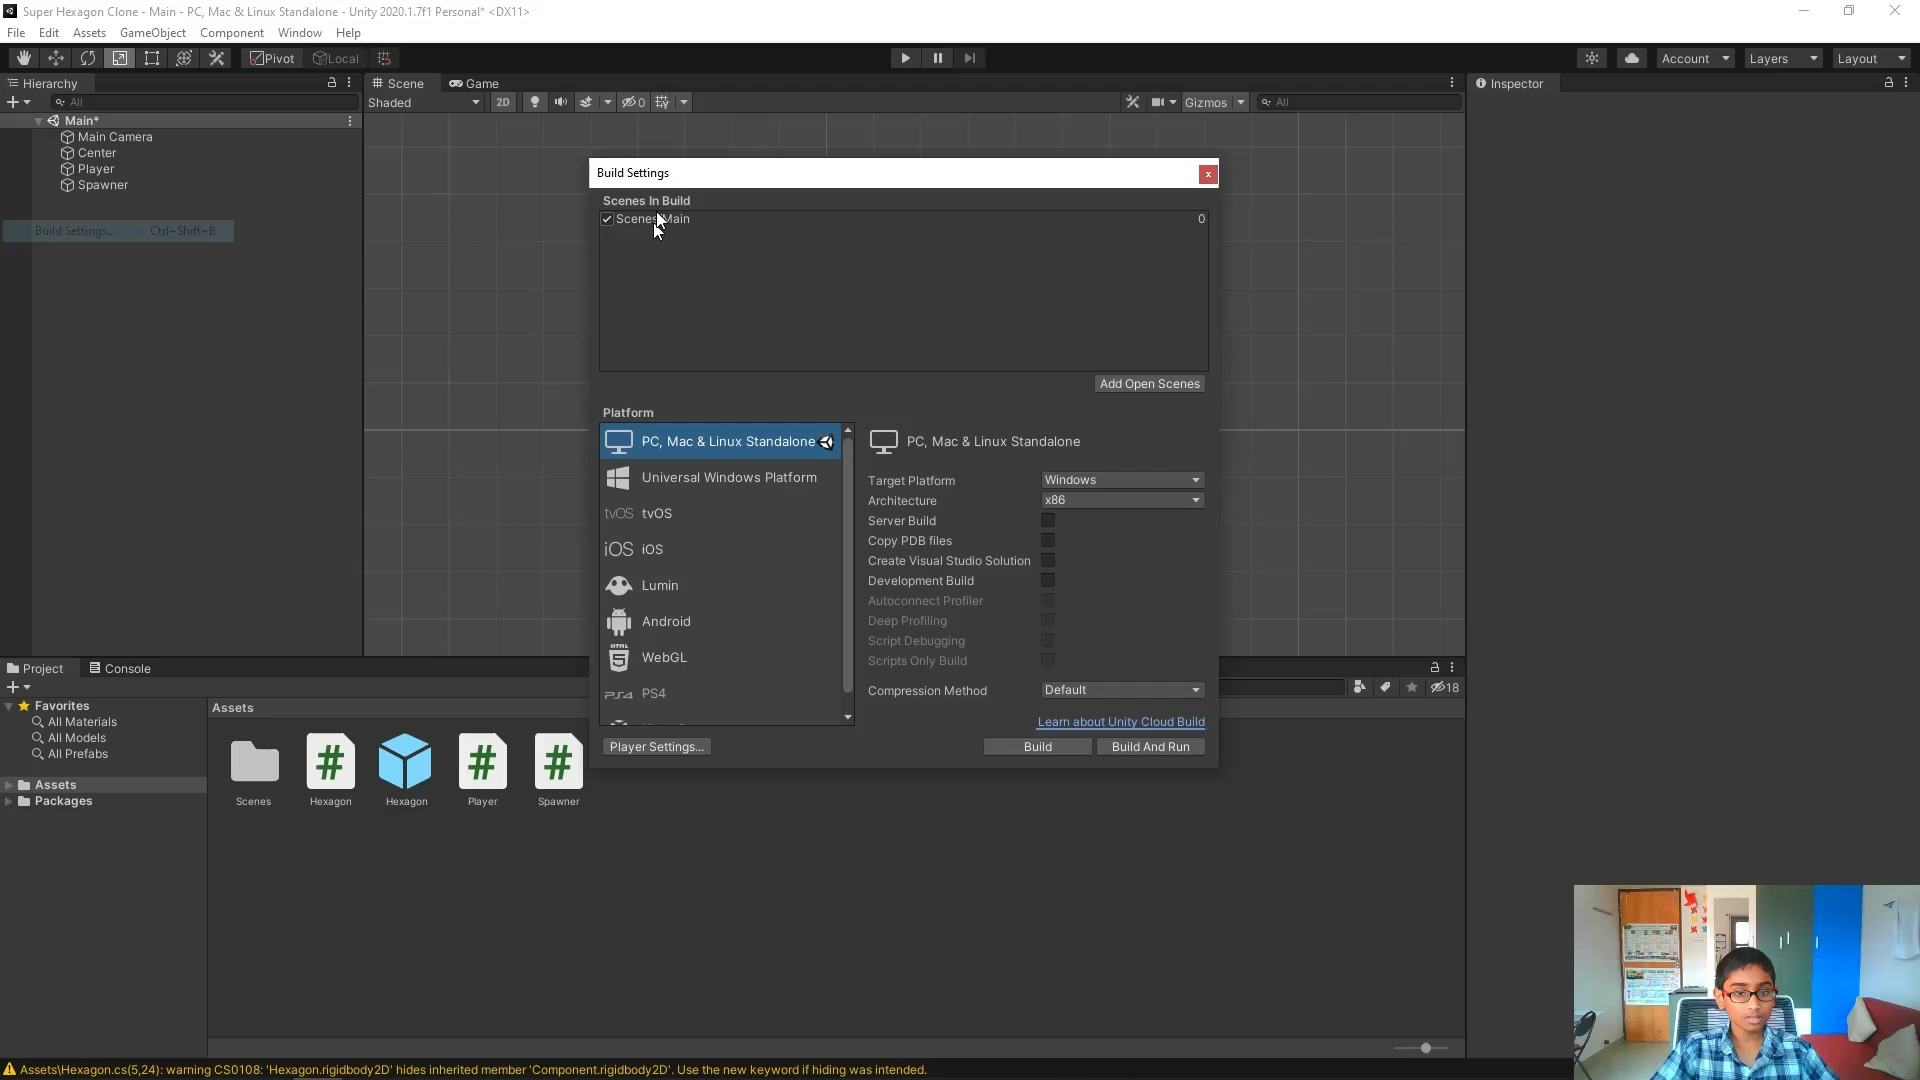 Super Hexagon Clone - Main - PC, Mac & Linux Standalone - Unity 2020.1.7f1 Personal* <DX11>
File Edit Assets GameObject Component Window Help
Pivot Local Account Layers Layout
Hierarchy
All
Main*
Main Camera
Center
Player
Spawner
Build Settings... Ctrl+Shift+B
Scene Game
Shaded 2D 0 Gizmos All
Inspector
Build Settings
x
Scenes In Build
Scenes/Main 0
Add Open Scenes
Platform
PC, Mac & Linux Standalone
Universal Windows Platform
tvOS tvOS
iOS iOS
Lumin
Android
HTML 5 WebGL
PS4 PS4
PC, Mac & Linux Standalone
Target Platform Windows
Architecture x86
Server Build
Copy PDB files
Create Visual Studio Solution
Development Build
Autoconnect Profiler
Deep Profiling
Script Debugging
Scripts Only Build
Compression Method Default
Learn about Unity Cloud Build
Player Settings... Build Build And Run
Project Console
18
Favorites
All Materials
All Models
All Prefabs
Assets
Packages
Assets
Scenes Hexagon Hexagon Player Spawner
Assets\Hexagon.cs(5,24): warning CS0108: 'Hexagon.rigidbody2D' hides inherited member 'Component.rigidbody2D'. Use the new keyword if hiding was intended.